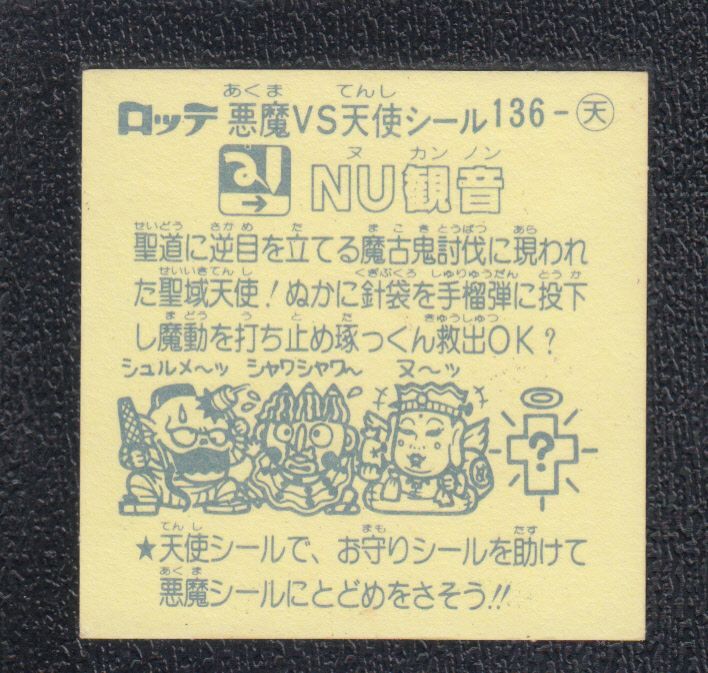 ロッテ 悪魔VS天使シール 136-天
あくま てんし
NU観音
ヌ カン ノン
せいどう さかめ た まこきとうばつ あら
聖道に逆目を立てる魔古鬼討伐に現われ
せいいきてんし くぎぶくろ しゅりゅうだん とうか
た聖域天使!ぬかに針袋を手榴弾に投下
まどう う と た きゅうしゅつ
し魔動を打ち止め琢っくん救出OK?
シュルメ〜ッ シャワシャワ〜 ヌ〜ッ
?
てんし まも たす
★天使シールで、お守りシールを助けて
あくま
悪魔シールにとどめをさそう!!